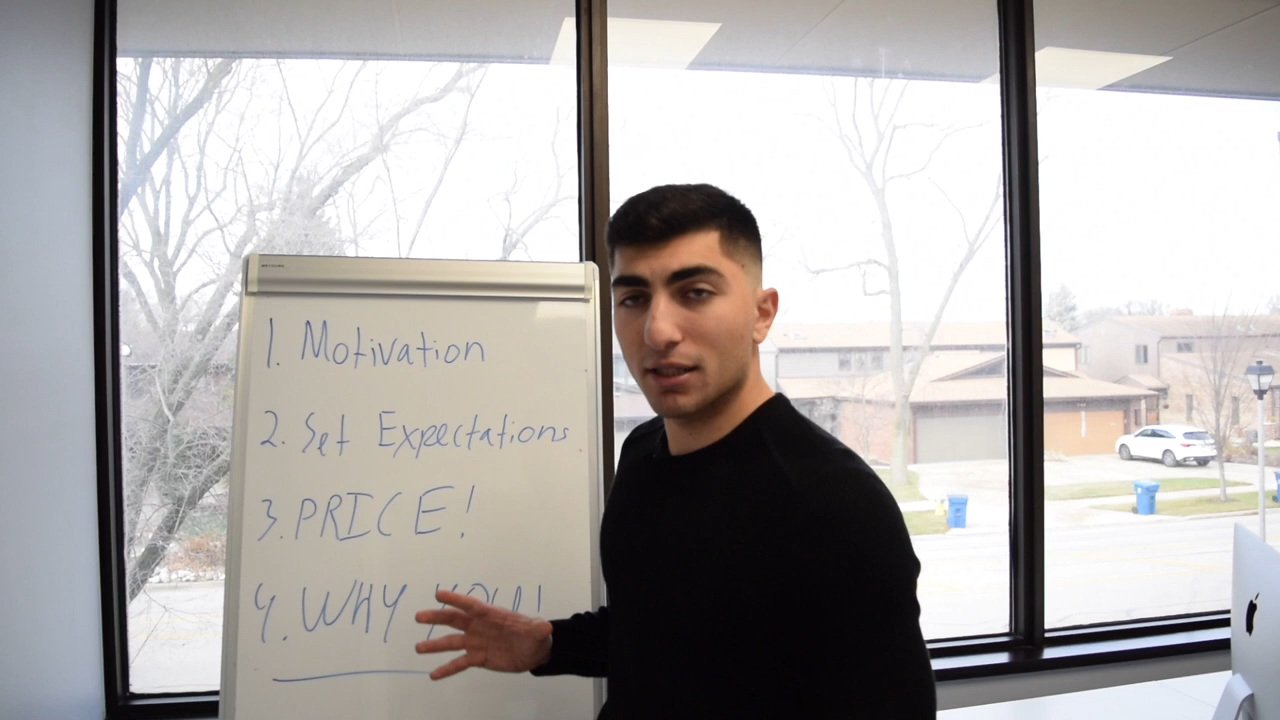 1. Motivation
2. Set Expectations
3. PRICE!
4. WHY YOU!